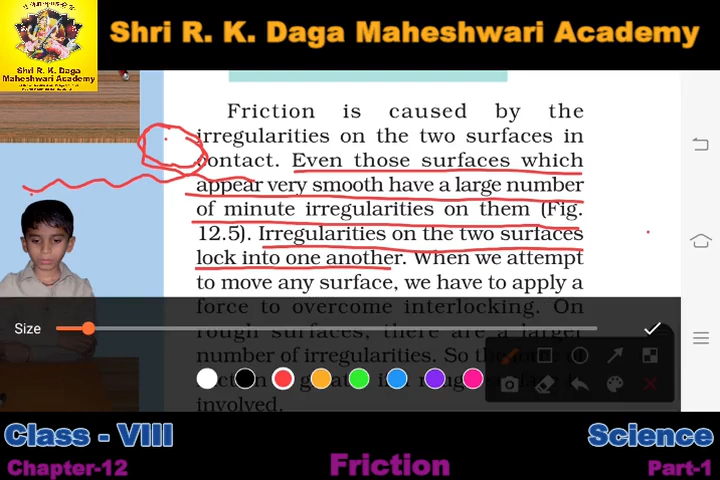 Shri R. K. Daga Maheshwari Academy
Shri R. K. Daga
Maheshwari Academy
Friction is caused by the
irregularities on the two surfaces in
contact. Even those surfaces which
appear very smooth have a large number
of minute irregularities on them (Fig.
12.5). Irregularities on the two surfaces
lock into one another. When we attempt
to move any surface, we have to apply a
force to overcome interlocking. On
Size
rough surfaces, there are a larger
number of irregularities. So the
is greater
involved.
Class - VIII
Science
Chapter-12
Friction
Part-1